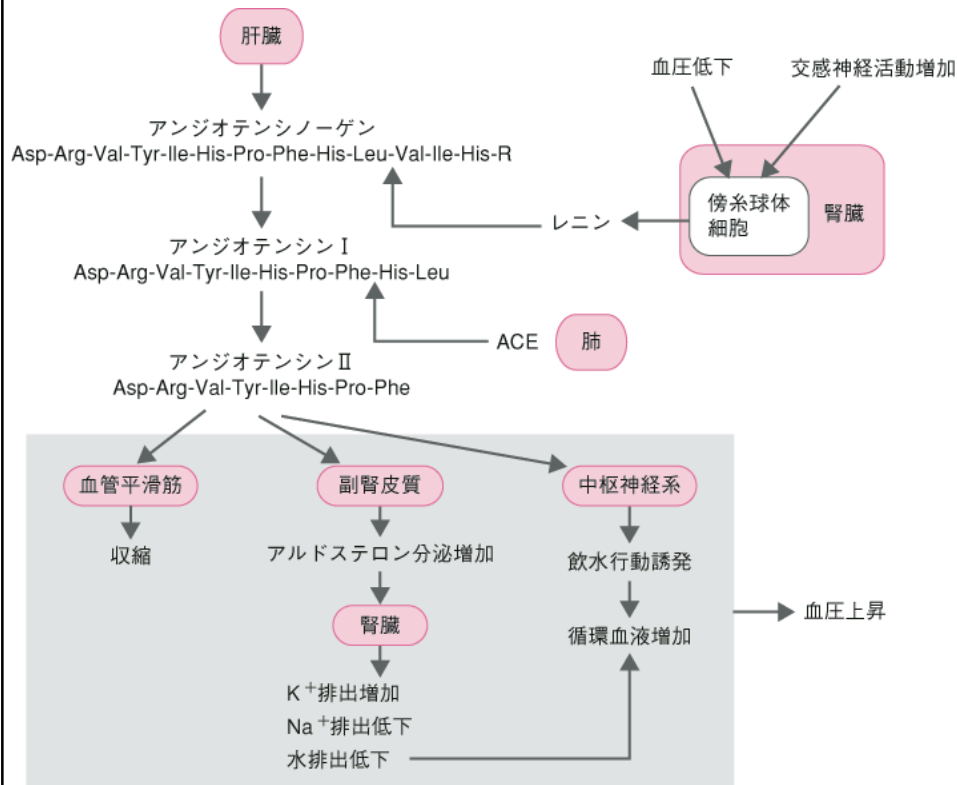 肝臓
血圧低下
交感神経活動増加
アンジオテンシノーゲン
Asp-Arg-Val-Tyr-Ile-His-Pro-Phe-His-Leu-Val-Ile-His-R
傍糸球体
細胞
腎臓
レニン
アンジオテンシンⅠ
Asp-Arg-Val-Tyr-Ile-His-Pro-Phe-His-Leu
ACE
肺
アンジオテンシンⅡ
Asp-Arg-Val-Tyr-Ile-His-Pro-Phe
血管平滑筋
収縮
副腎皮質
アルドステロン分泌増加
腎臓
K⁺排出増加
Na⁺排出低下
水排出低下
中枢神経系
飲水行動誘発
循環血液増加
血圧上昇